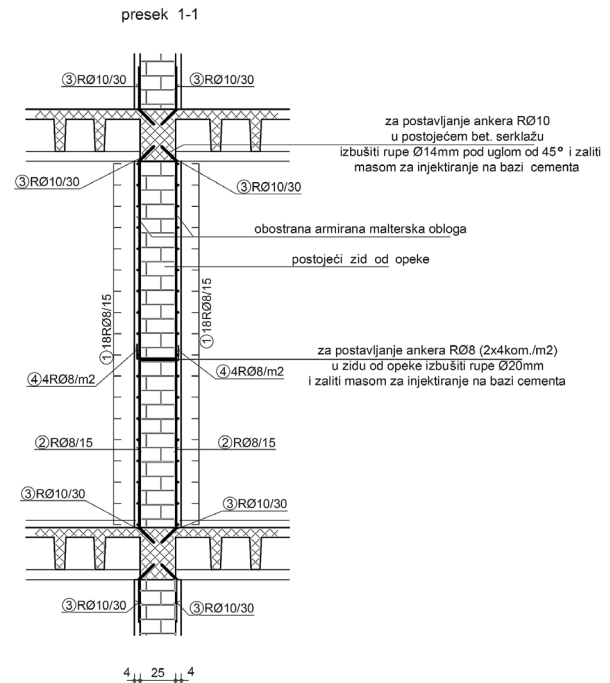 presek 1-1
③RØ10/30
③RØ10/30
za postavljanje ankera RØ10
u postojećem bet. serklažu
izbušiti rupe Ø14mm pod uglom od 45° i zaliti
masom za injektiranje na bazi cementa
③RØ10/30
③RØ10/30
obostrana armirana malterska obloga
postojeći zid od opeke
①18RØ8/15
①18RØ8/15
za postavljanje ankera RØ8 (2x4kom./m2)
u zidu od opeke izbušiti rupe Ø20mm
i zaliti masom za injektiranje na bazi cementa
④4RØ8/m2
④4RØ8/m2
②RØ8/15
②RØ8/15
③RØ10/30
③RØ10/30
③RØ10/30
③RØ10/30
4 25 4